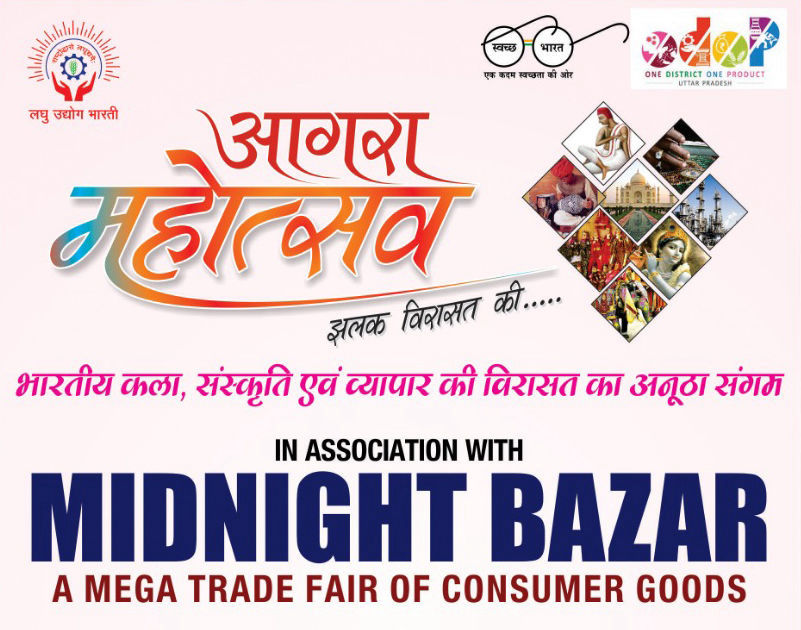 लघु उद्योग भारती
स्वच्छ भारत
एक कदम स्वच्छता की ओर
odop
ONE DISTRICT ONE PRODUCT
UTTAR PRADESH
आगरा
महोत्सव
झलक विरासत की.....
भारतीय कला, संस्कृति एवं व्यापार की विरासत का अनूठा संगम
IN ASSOCIATION WITH
MIDNIGHT BAZAR
A MEGA TRADE FAIR OF CONSUMER GOODS